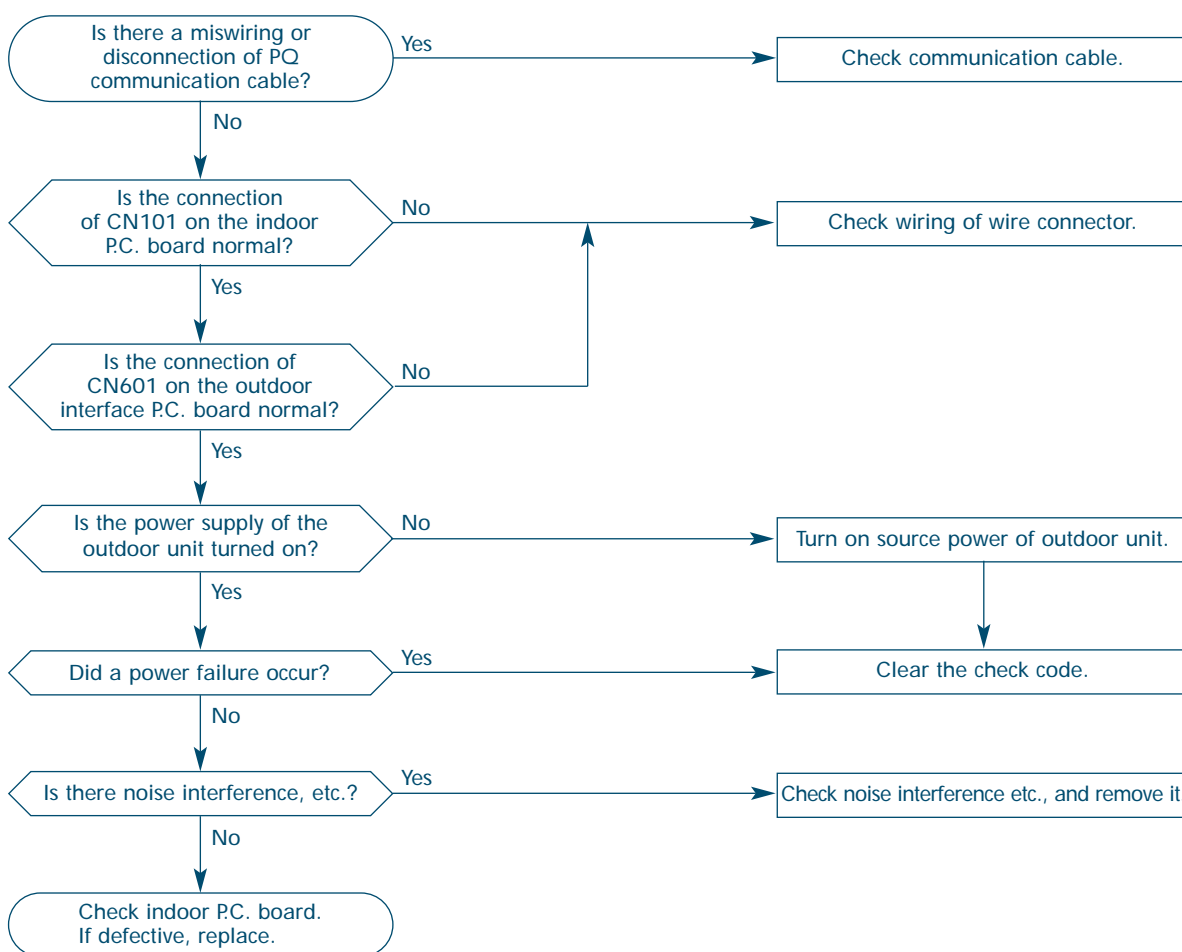 Is there a miswiring or
disconnection of PQ
communication cable?
Yes
Check communication cable.
No
Is the connection
of CN101 on the indoor
P.C. board normal?
No
Check wiring of wire connector.
Yes
Is the connection of
CN601 on the outdoor
interface P.C. board normal?
No
Yes
Is the power supply of the
outdoor unit turned on?
No
Turn on source power of outdoor unit.
Yes
Did a power failure occur?
Yes
Clear the check code.
No
Is there noise interference, etc.?
Yes
Check noise interference etc., and remove it
No
Check indoor P.C. board.
If defective, replace.